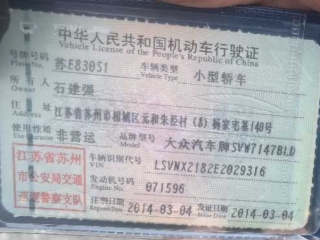 中华人民共和国机动车行驶证
Vehicle License of the People's Republic of China
号牌号码 苏E830S1 车辆类型 小型轿车
Plate No. Vehicle Type
所有人 石建强
Owner
住址 江苏省苏州市相城区元和朱泾村(8)杨家宅基140号
Address
使用性质 非营运 品牌型号 大众汽车牌SVW7147BLD
Use Character Model
江苏省苏州 车辆识别代号 LSVNX2182E2029316
VIN
市公安局交通 发动机号码 071596
Engine No.
巡逻警察支队 注册日期 2014-03-04 发证日期 2014-03-04
Register Date Issue Date